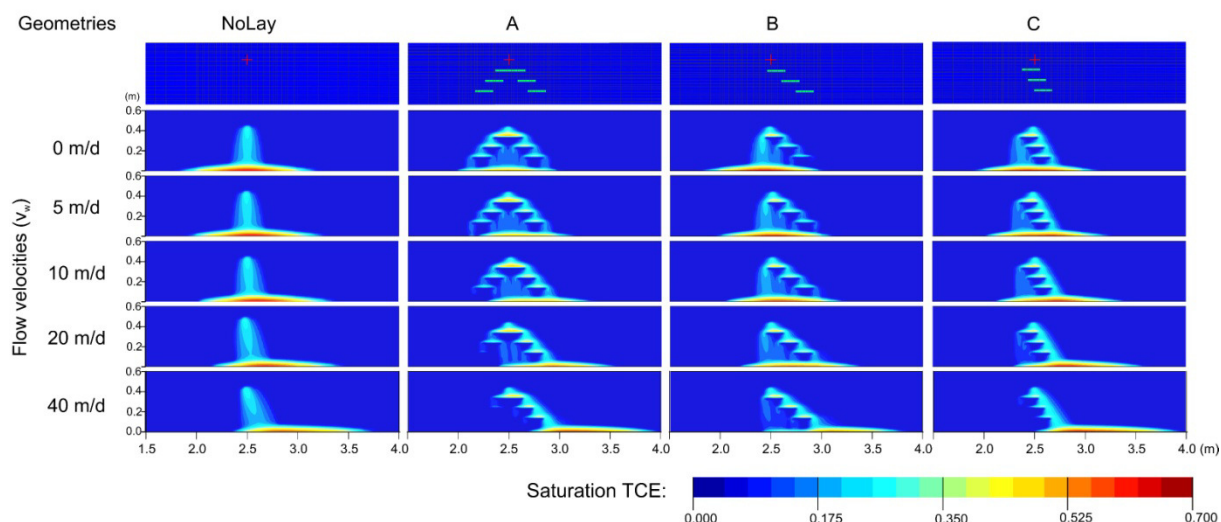 Geometries NoLay A B C
(m)
0.6
0 m/d 0.4
0.2
0.6
5 m/d 0.4
0.2
0.6
10 m/d 0.4
0.2
0.6
20 m/d 0.4
0.2
0.6
40 m/d 0.4
0.2
0.0
Flow velocities (vw)
1.5 2.0 2.5 3.0 3.5 4.0 2.0 2.5 3.0 3.5 4.0 2.0 2.5 3.0 3.5 4.0 2.0 2.5 3.0 3.5 4.0 (m)
Saturation TCE:
0.000 0.175 0.350 0.525 0.700